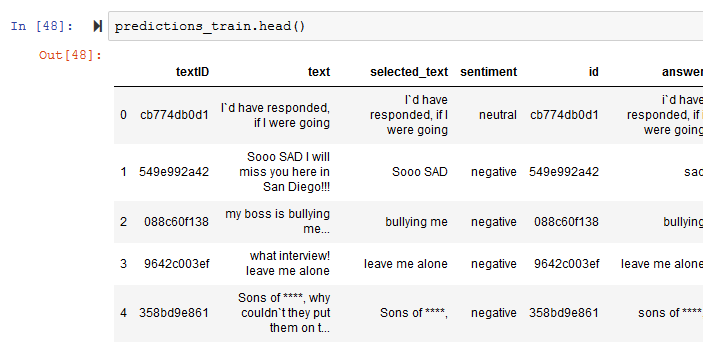 In [48]: predictions_train.head()
Out[48]:
textID text selected_text sentiment id answer
0 cb774db0d1 I`d have responded, if I were going I`d have responded, if I were going neutral cb774db0d1 i`d have responded, if i were going
1 549e992a42 Sooo SAD I will miss you here in San Diego!!! Sooo SAD negative 549e992a42 sad
2 088c60f138 my boss is bullying me... bullying me negative 088c60f138 bullying
3 9642c003ef what interview! leave me alone leave me alone negative 9642c003ef leave me alone
4 358bd9e861 Sons of ****, why couldn`t they put them on t... Sons of ****, negative 358bd9e861 sons of ****